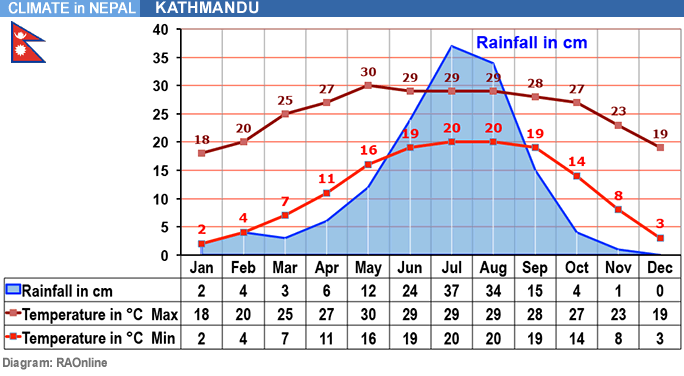 CLIMATE in NEPAL KATHMANDU
Rainfall in cm
40
35
30
25
20
15
10
5
0
18 20 25 27 30 29 29 29 28 27 23 19
2 4 7 11 16 19 20 20 19 14 8 3
Jan Feb Mar Apr May Jun Jul Aug Sep Oct Nov Dec
Rainfall in cm 2 4 3 6 12 24 37 34 15 4 1 0
Temperature in °C Max 18 20 25 27 30 29 29 29 28 27 23 19
Temperature in °C Min 2 4 7 11 16 19 20 20 19 14 8 3
Diagram: RAOnline